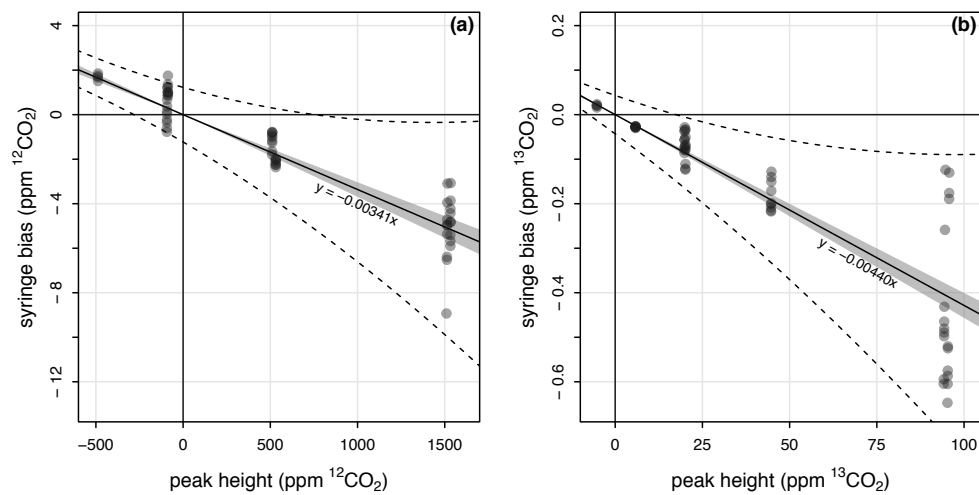 (a)
4
0
−4
−8
−12
syringe bias (ppm ¹²CO₂)
y = −0.00341x
−500
0
500
1000
1500
peak height (ppm ¹²CO₂)
(b)
0.2
0.0
−0.2
−0.4
−0.6
syringe bias (ppm ¹³CO₂)
y = −0.00440x
0
25
50
75
100
peak height (ppm ¹³CO₂)